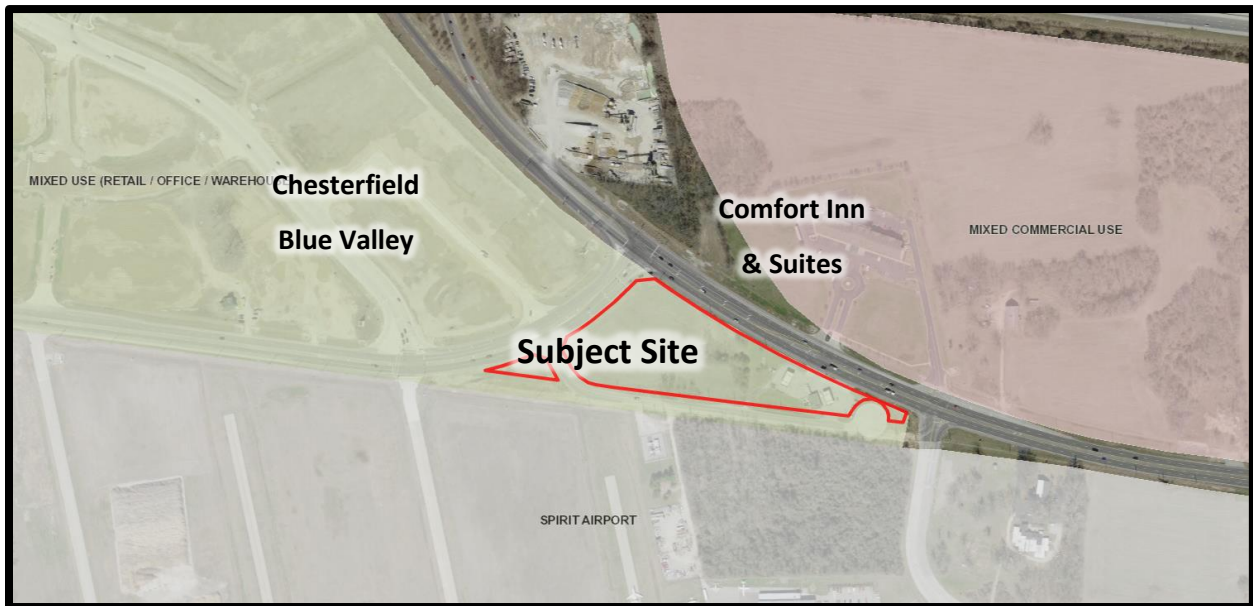 MIXED USE (RETAIL / OFFICE / WAREHOU
Chesterfield
Blue Valley
Comfort Inn
& Suites
MIXED COMMERCIAL USE
Subject Site
SPIRIT AIRPORT